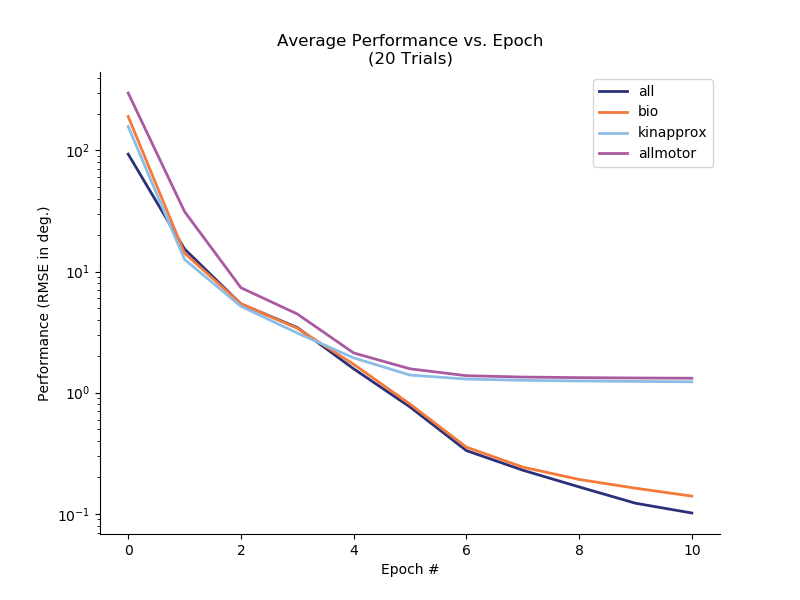 Average Performance vs. Epoch
(20 Trials)
all
bio
kinapprox
allmotor
Performance (RMSE in deg.)
10²
10¹
10⁰
10⁻¹
0 2 4 6 8 10
Epoch #